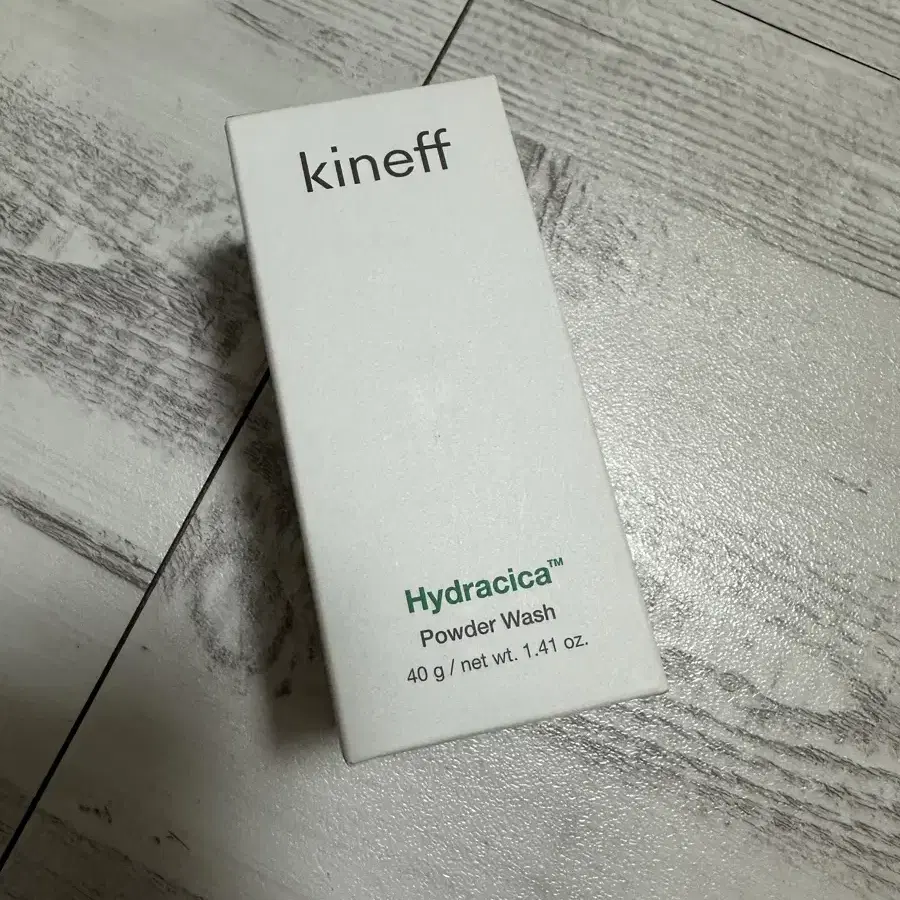 kineff
Hydracica™
Powder Wash
40 g / net wt. 1.41 oz.